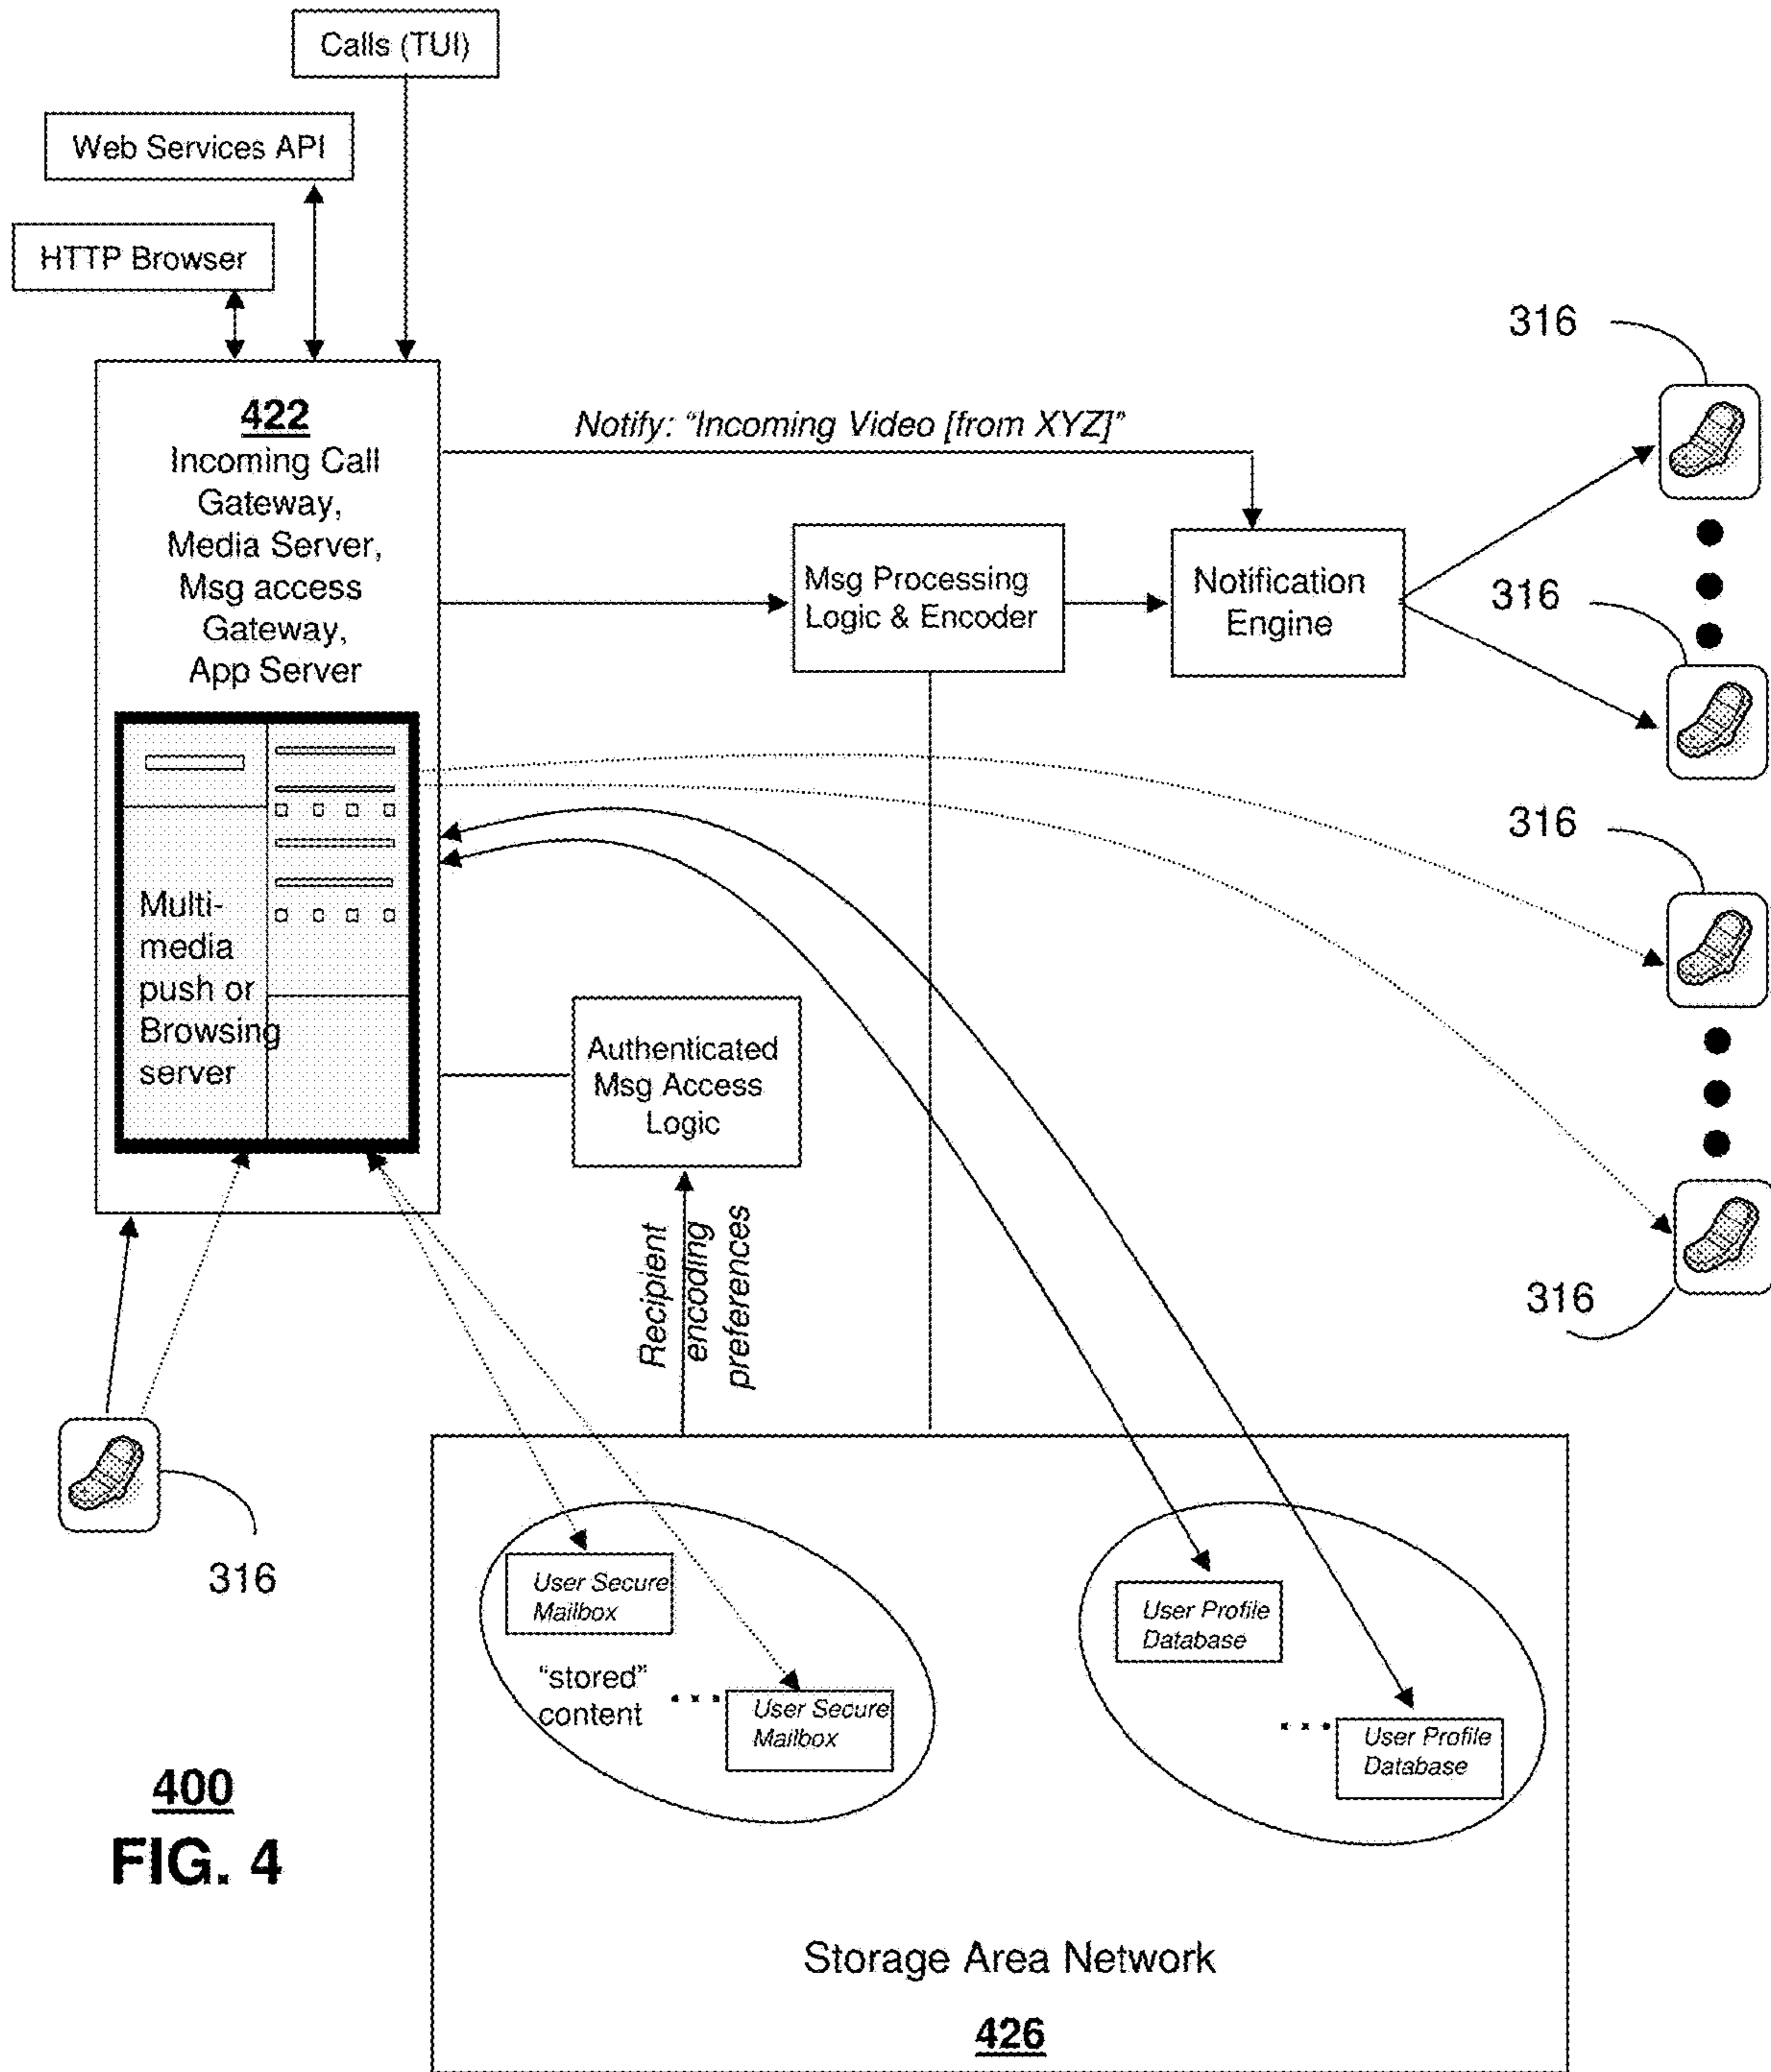 Calls (TUI)
Web Services API
HTTP Browser
422
Incoming Call
Gateway,
Media Server,
Msg access
Gateway,
App Server
Multi-
media
push or
Browsing
server
Notify: “Incoming Video [from XYZ]”
Msg Processing
Logic & Encoder
Notification
Engine
316
316
316
316
Authenticated
Msg Access
Logic
Recipient
encoding
preferences
316
User Secure
Mailbox
“stored”
content
User Secure
Mailbox
User Profile
Database
User Profile
Database
400
FIG. 4
Storage Area Network
426